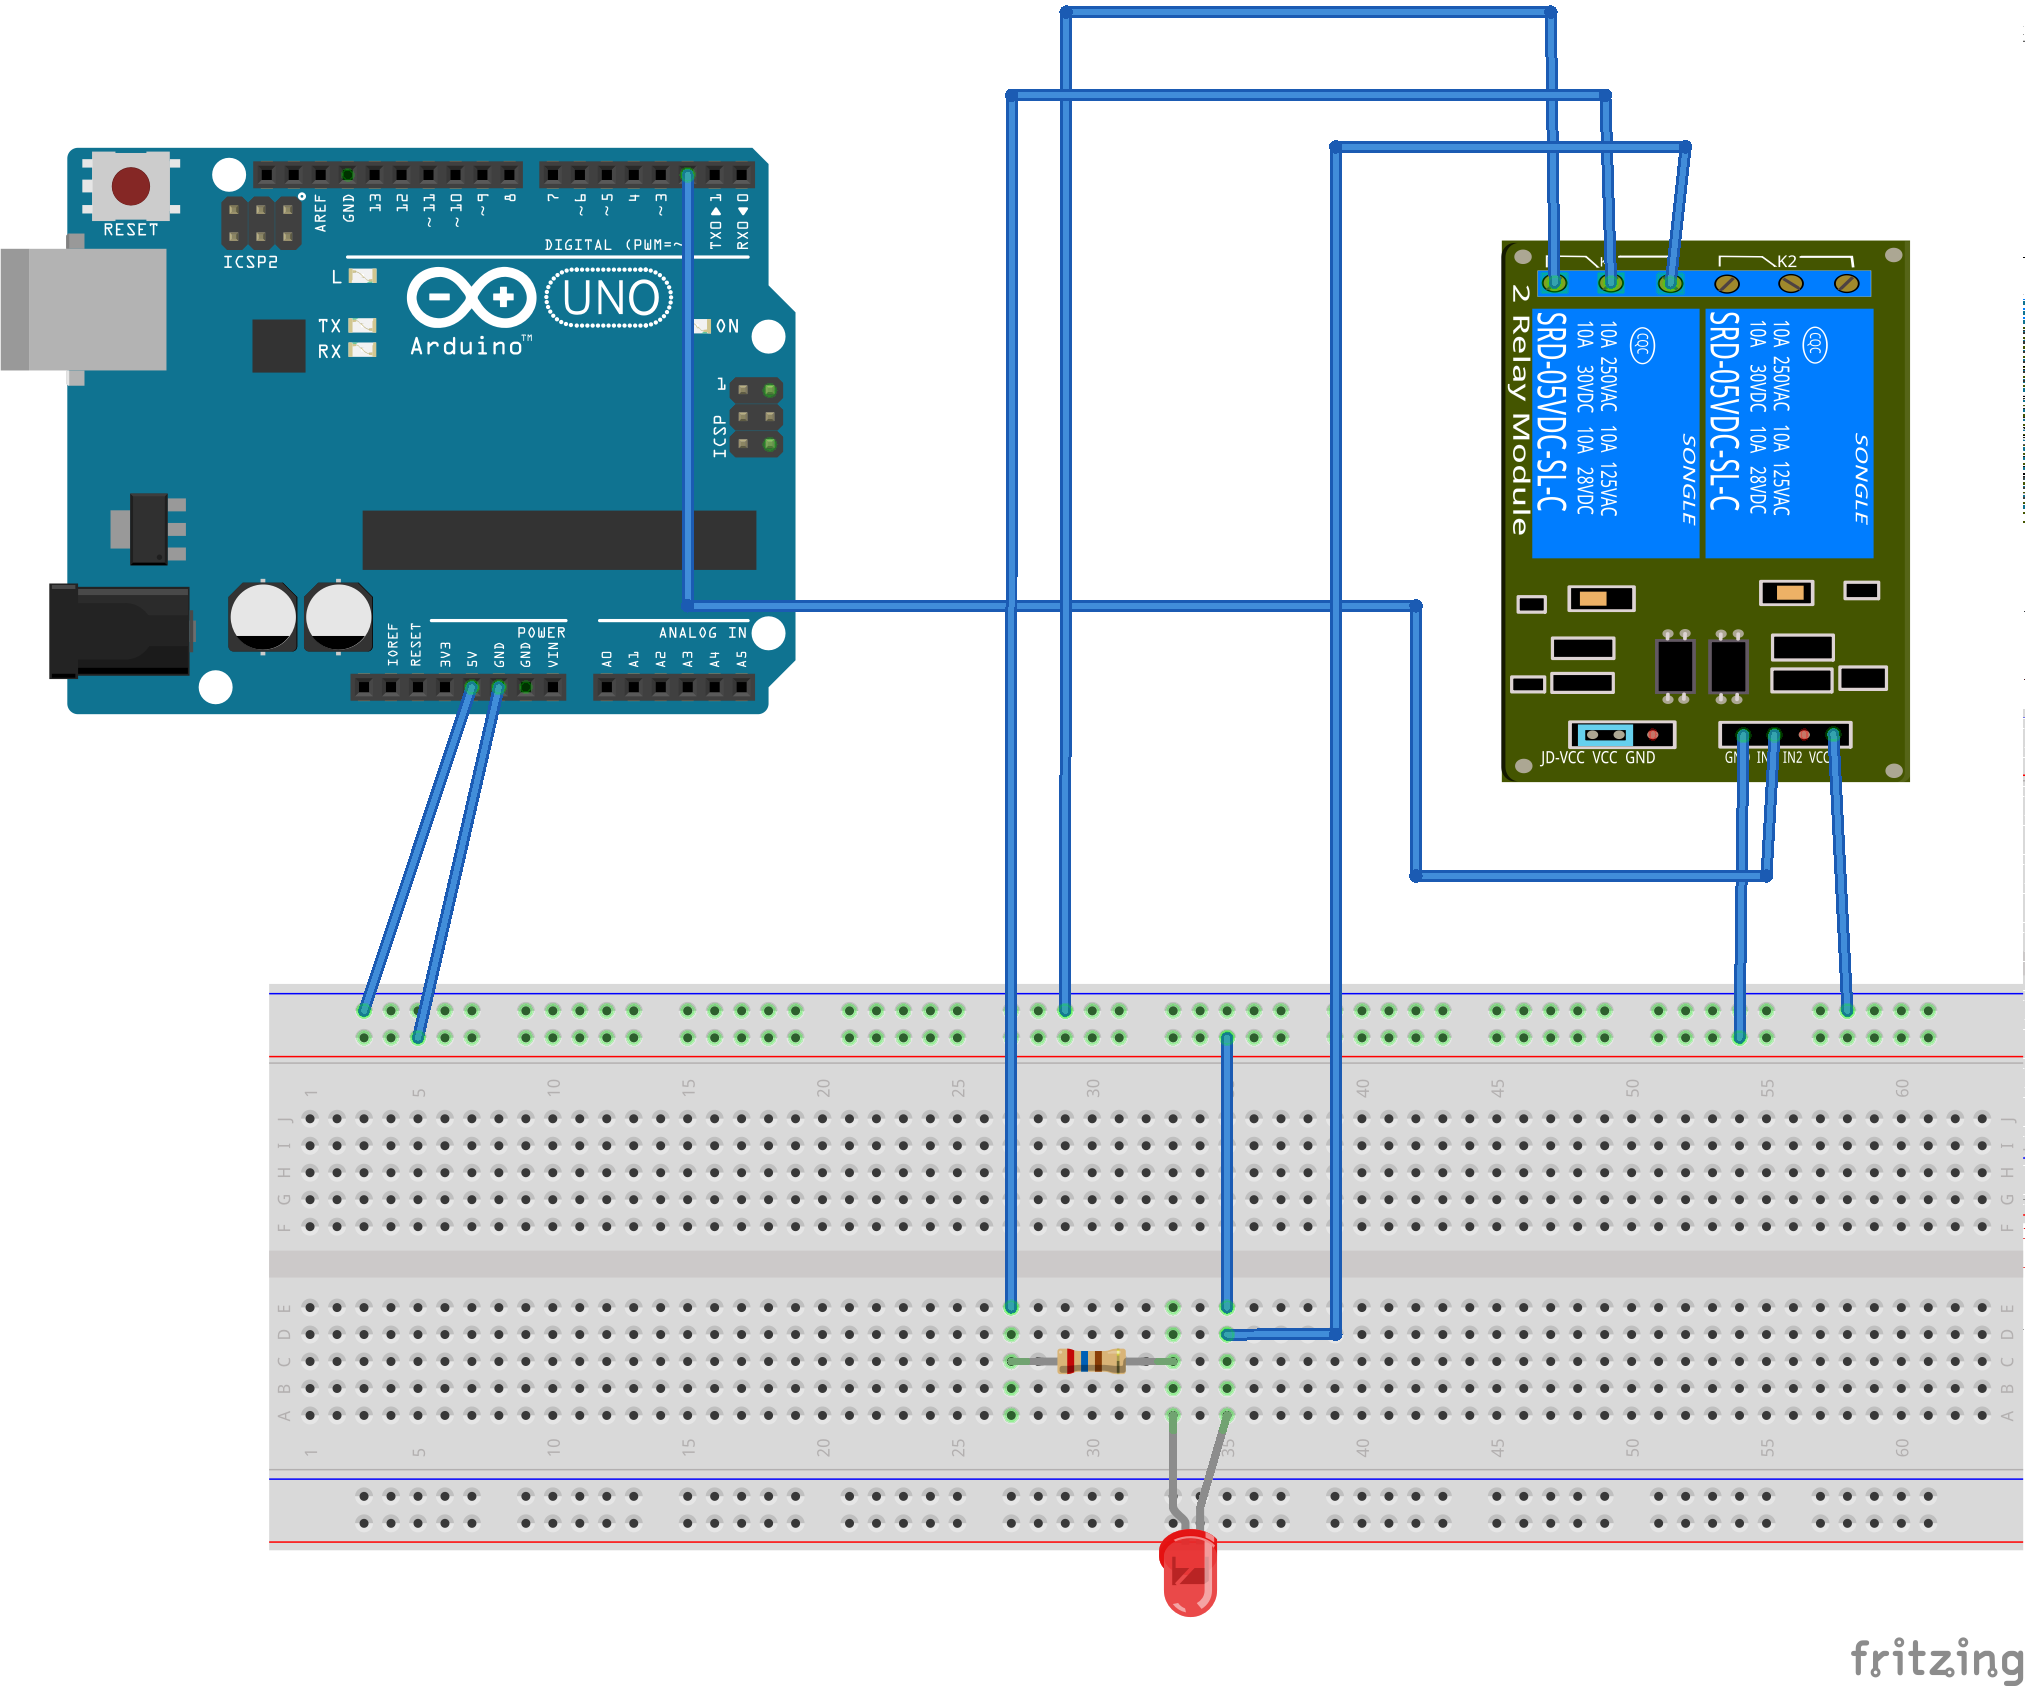 RESET
ICSP2
AREF
GND
13
12
~11
~10
~9
8
7
~6
~5
4
~3
TX0▶1
RX0◀0
DIGITAL (PWM=~
L
TX
RX
UNO
ON
Arduino™
1
ICSP
POWER
ANALOG IN
IOREF
RESET
3V3
5V
GND
GND
VIN
A0
A1
A2
A3
A4
A5
K2
2 Relay Module
SRD-05VDC-SL-C
10A 30VDC 10A 28VDC
10A 250VAC 10A 125VAC
CQC
SONGLE
SRD-05VDC-SL-C
10A 30VDC 10A 28VDC
10A 250VAC 10A 125VAC
CQC
SONGLE
JD-VCC VCC GND
IN2 VCC
1 5 10 15 20 25 30 40 45 50 55 60
J J
I I
H H
G G
F F
E E
D D
C C
B B
A A
1 5 10 15 20 25 30 35 40 45 50 55 60
fritzing